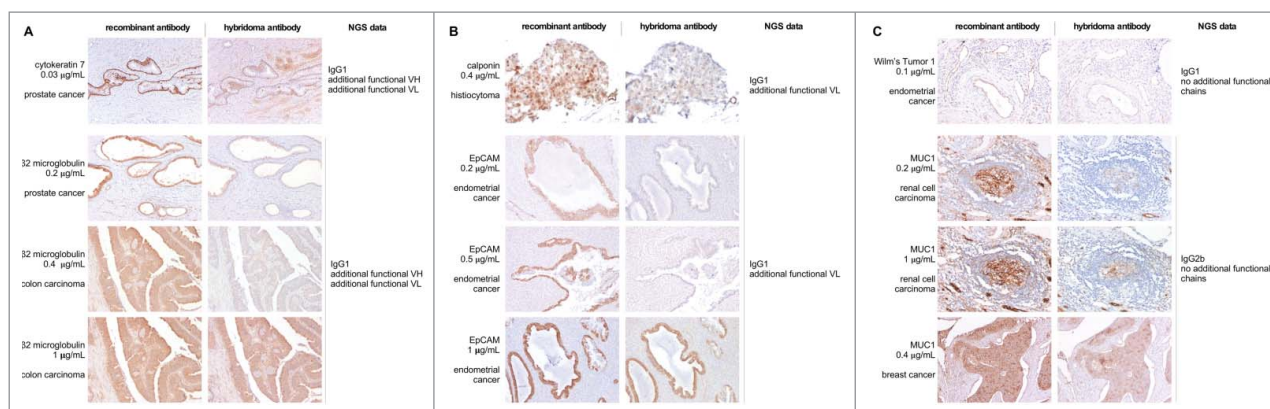 A
recombinant antibody hybridoma antibody NGS data
cytokeratin 7
0.03 µg/mL
prostate cancer
IgG1
additional functional VH
additional functional VL
32 microglobulin
0.2 µg/mL
prostate cancer
32 microglobulin
0.4 µg/mL
colon carcinoma
IgG1
additional functional VH
additional functional VL
32 microglobulin
1 µg/mL
colon carcinoma
B
recombinant antibody hybridoma antibody NGS data
calponin
0.4 µg/mL
histiocytoma
IgG1
additional functional VL
EpCAM
0.2 µg/mL
endometrial
cancer
EpCAM
0.5 µg/mL
endometrial
cancer
IgG1
additional functional VL
EpCAM
1 µg/mL
endometrial
cancer
C
recombinant antibody hybridoma antibody NGS data
Wilm's Tumor 1
0.1 µg/mL
endometrial
cancer
IgG1
no additional functional
chains
MUC1
0.2 µg/mL
renal cell
carcinoma
MUC1
1 µg/mL
renal cell
carcinoma
IgG2b
no additional functional
chains
MUC1
0.4 µg/mL
breast cancer